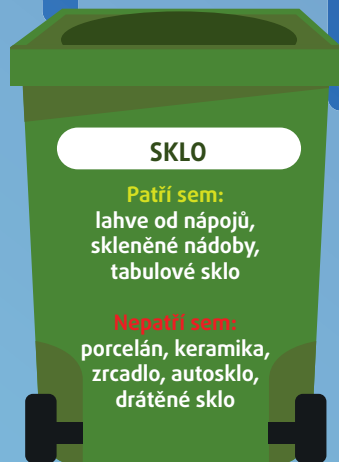 SKLO
Patří sem:
lahve od nápojů,
skleněné nádoby,
tabulové sklo
Nepatří sem:
porcelán, keramika,
zrcadlo, autosklo,
drátěné sklo